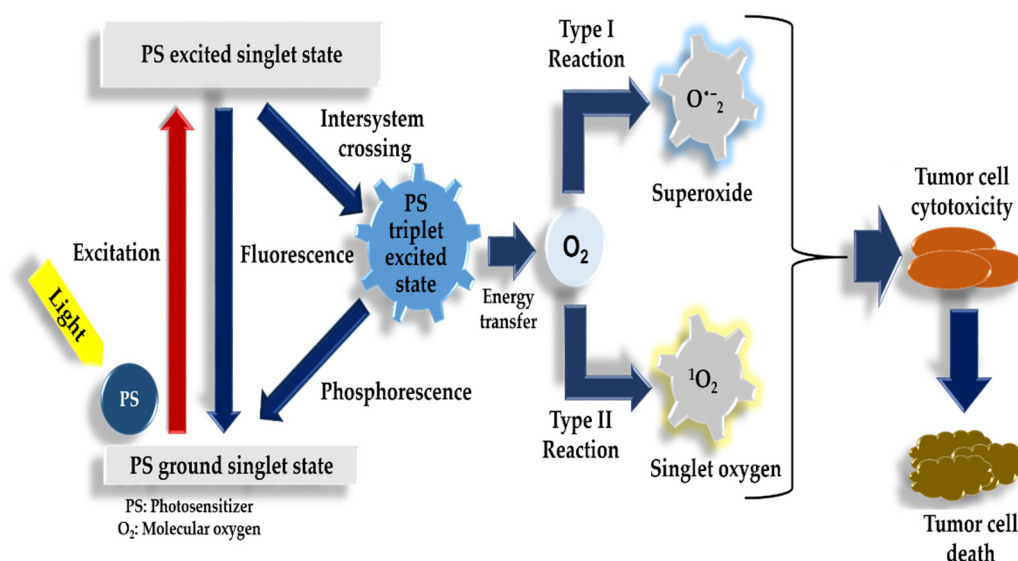 PS excited singlet state
Type I
Reaction
O•−2
Superoxide
Intersystem
crossing
Tumor cell
cytotoxicity
Excitation
Fluorescence
PS
triplet
excited
state
O2
Energy
transfer
Light
PS
Phosphorescence
1O2
Type II
Reaction
Singlet oxygen
PS ground singlet state
PS: Photosensitizer
O2: Molecular oxygen
Tumor cell
death